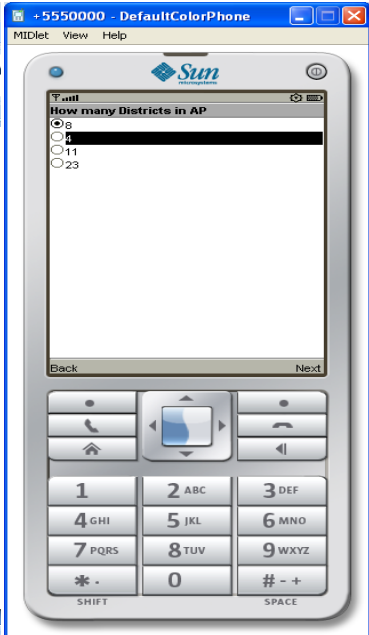 +5550000 - DefaultColorPhone
MIDlet View Help
Sun
microsystems
How many Districts in AP
8
4
11
23
Back Next
1 2 ABC 3 DEF
4 GHI 5 JKL 6 MNO
7 PQRS 8 TUV 9 WXYZ
* . 0 # - +
SHIFT SPACE